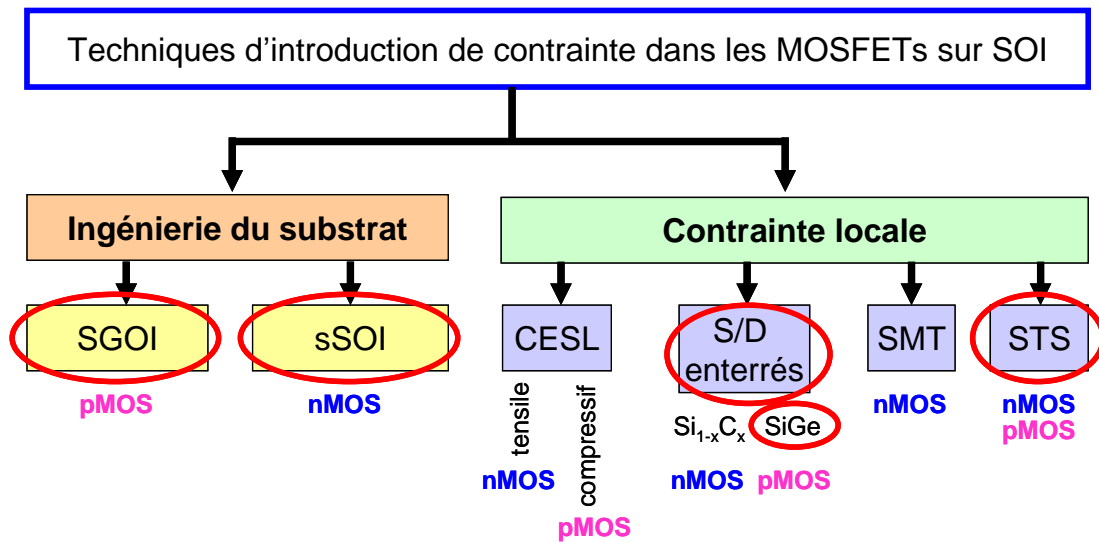 Techniques d’introduction de contrainte dans les MOSFETs sur SOI
Ingénierie du substrat
Contrainte locale
SGOI
sSOI
CESL
S/D
enterrés
SMT
STS
pMOS
nMOS
tensile
compressif
nMOS
pMOS
Si1-xCx
SiGe
nMOS
pMOS
nMOS
nMOS
pMOS